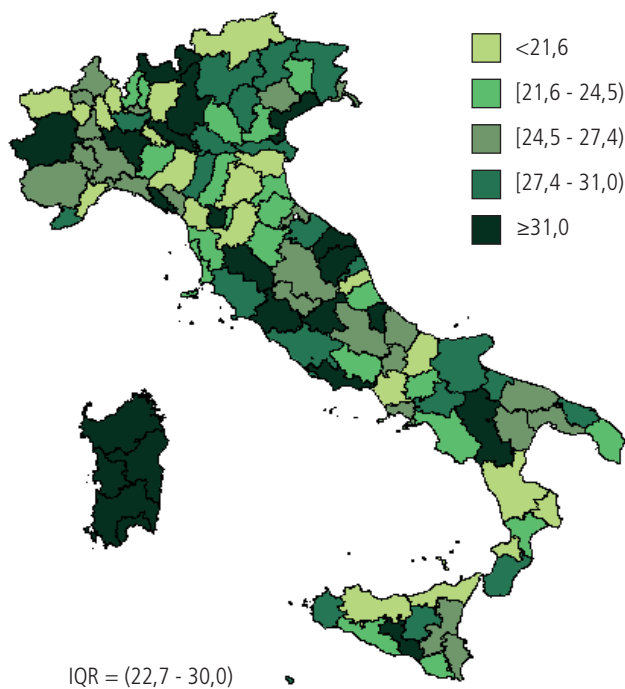 <21,6
[21,6 - 24,5)
[24,5 - 27,4)
[27,4 - 31,0)
≥31,0
IQR = (22,7 - 30,0)